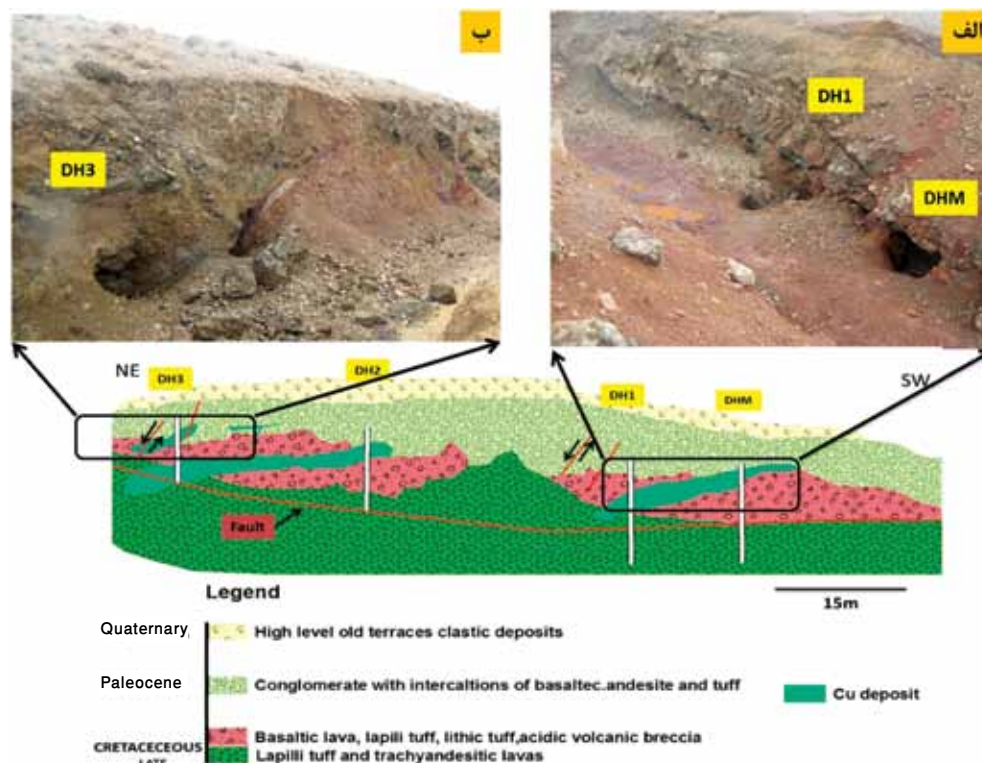 ب
الف
DH3
DH1
DHM
NE
SW
DH3
DH2
DH1
DHM
Fault
15m
Legend
Quaternary
High level old terraces clastic deposits
Paleocene
Conglomerate with intercaltions of basaltec.andesite and tuff
Cu deposit
Basaltic lava, lapili tuff, lithic tuff,acidic volcanic breccia
CRETACECEOUS
LATE
Lapilli tuff and trachyandesitic lavas